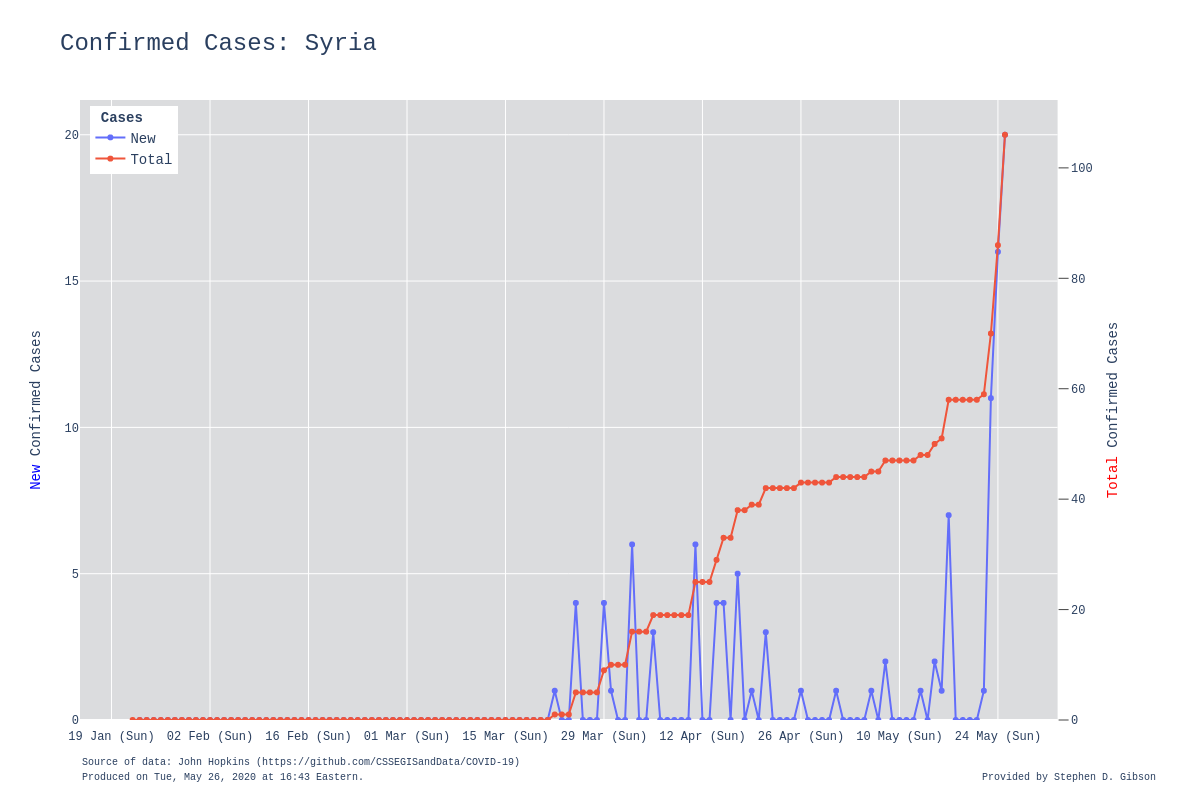 Confirmed Cases: Syria
Cases
New
Total
20
15
10
5
0
100
80
60
40
20
0
New Confirmed Cases
Total Confirmed Cases
19 Jan (Sun) 02 Feb (Sun) 16 Feb (Sun) 01 Mar (Sun) 15 Mar (Sun) 29 Mar (Sun) 12 Apr (Sun) 26 Apr (Sun) 10 May (Sun) 24 May (Sun)
Source of data: John Hopkins (https://github.com/CSSEGISandData/COVID-19)
Produced on Tue, May 26, 2020 at 16:43 Eastern.
Provided by Stephen D. Gibson